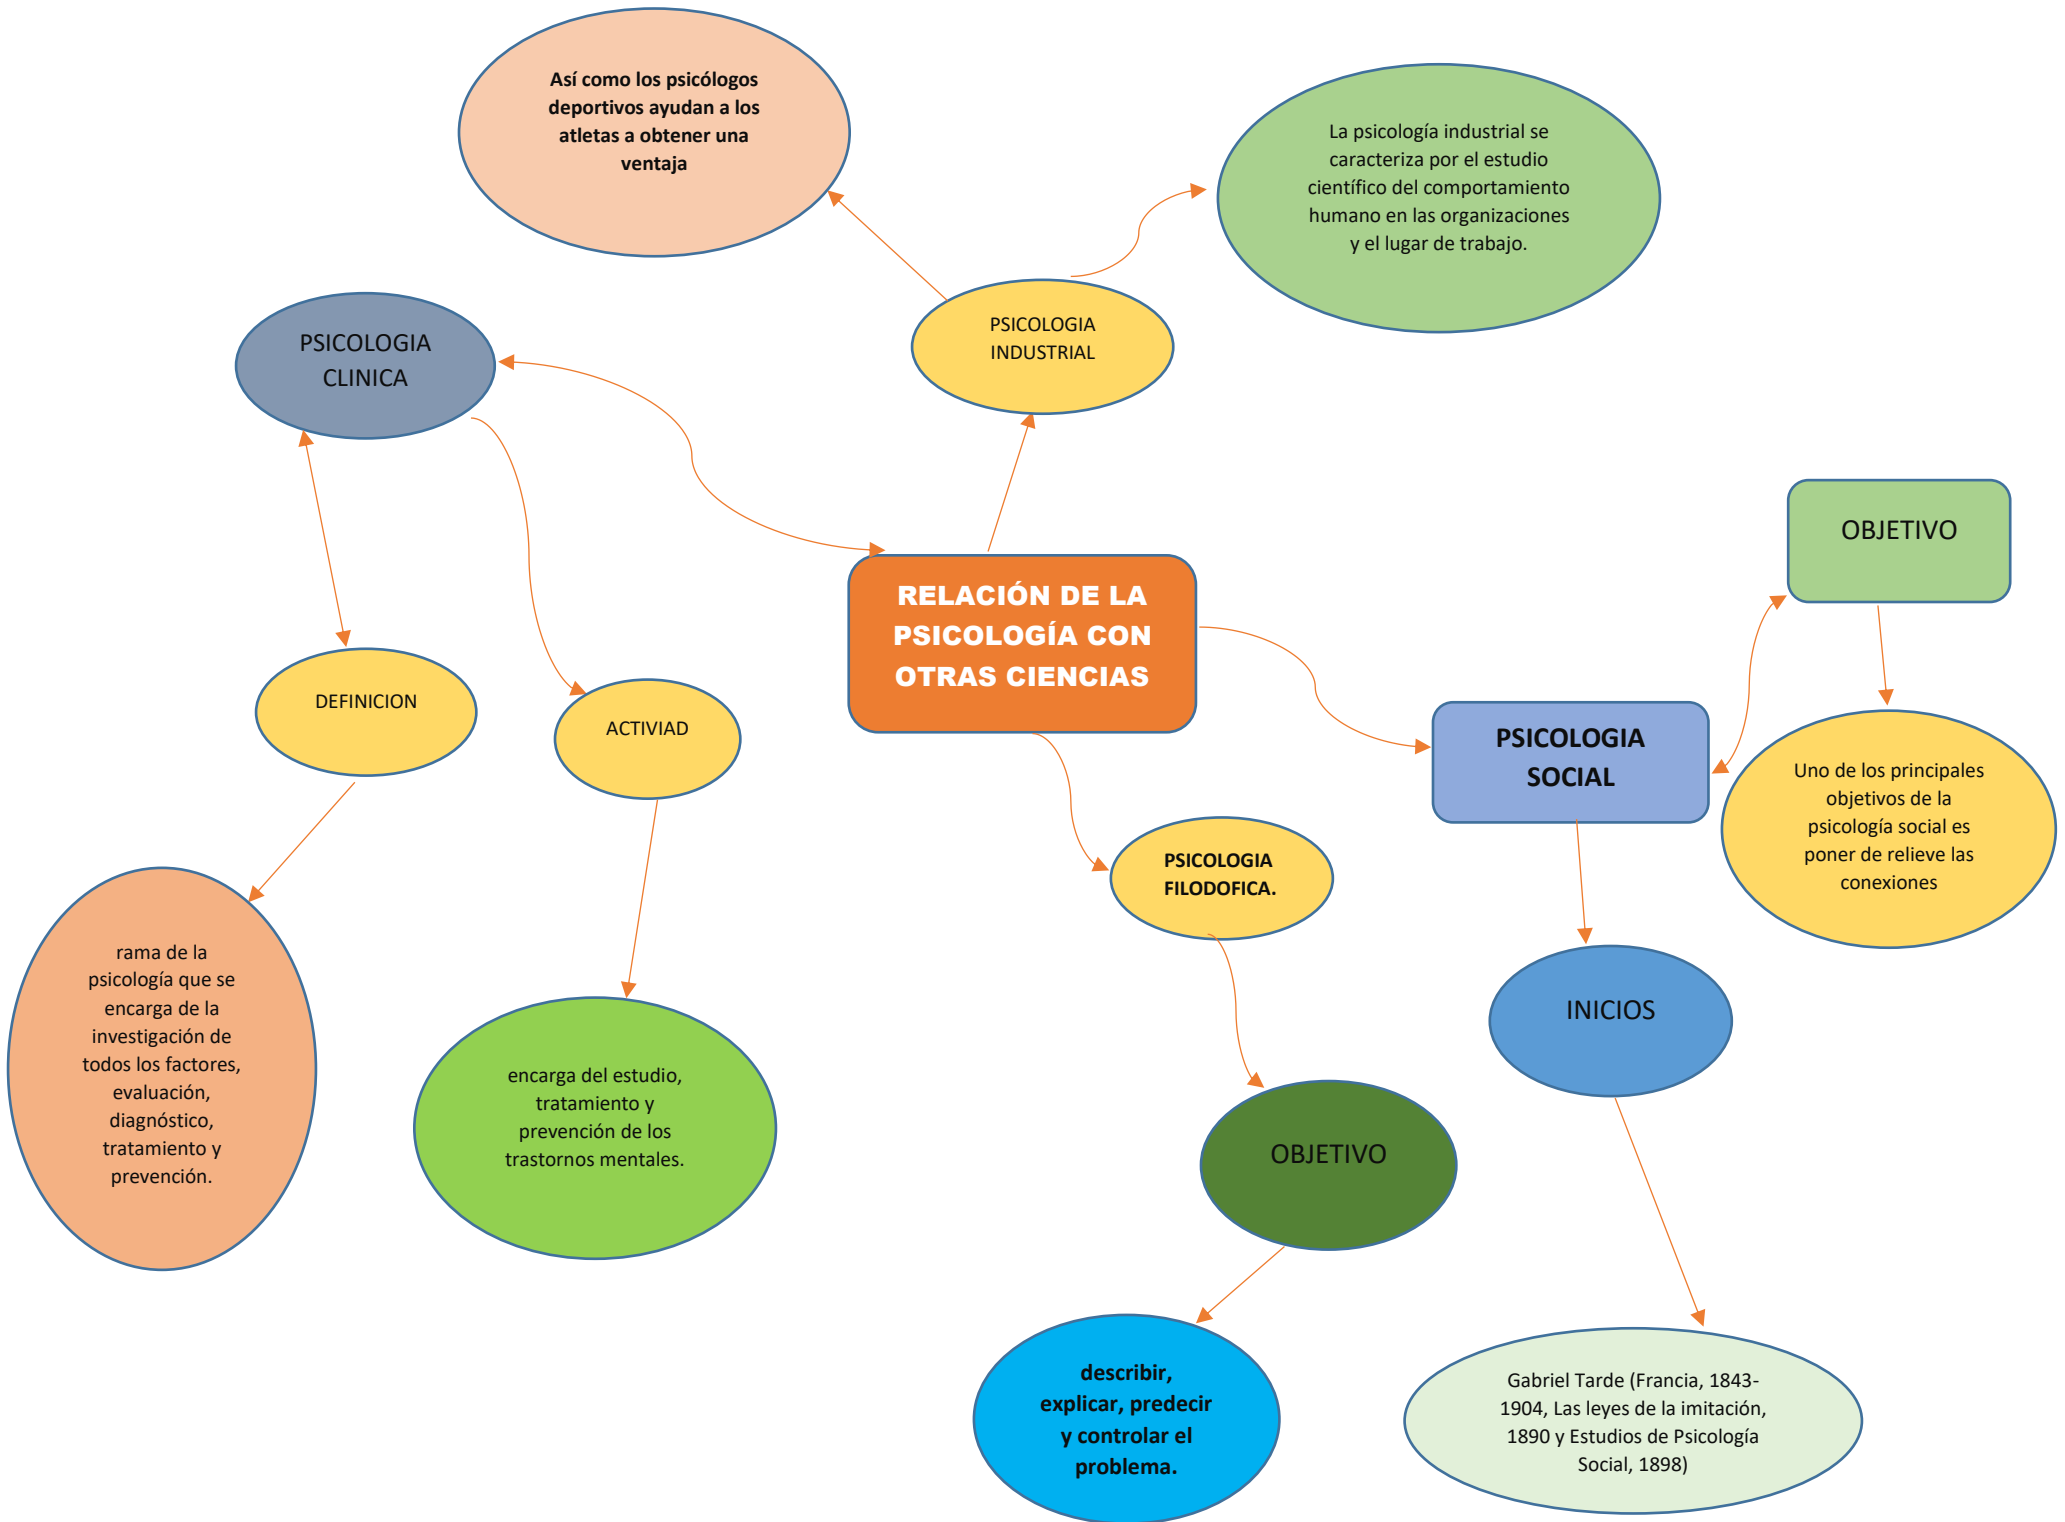 Así como los psicólogos
deportivos ayudan a los
atletas a obtener una
ventaja
La psicología industrial se
caracteriza por el estudio
científico del comportamiento
humano en las organizaciones
y el lugar de trabajo.
PSICOLOGIA
INDUSTRIAL
PSICOLOGIA
CLINICA
OBJETIVO
RELACIÓN DE LA
PSICOLOGÍA CON
OTRAS CIENCIAS
DEFINICION
ACTIVIAD
PSICOLOGIA
SOCIAL
Uno de los principales
objetivos de la
psicología social es
poner de relieve las
conexiones
PSICOLOGIA
FILODOFICA.
rama de la
psicología que se
encarga de la
investigación de
todos los factores,
evaluación,
diagnóstico,
tratamiento y
prevención.
encarga del estudio,
tratamiento y
prevención de los
trastornos mentales.
INICIOS
OBJETIVO
describir,
explicar, predecir
y controlar el
problema.
Gabriel Tarde (Francia, 1843-
1904, Las leyes de la imitación,
1890 y Estudios de Psicología
Social, 1898)